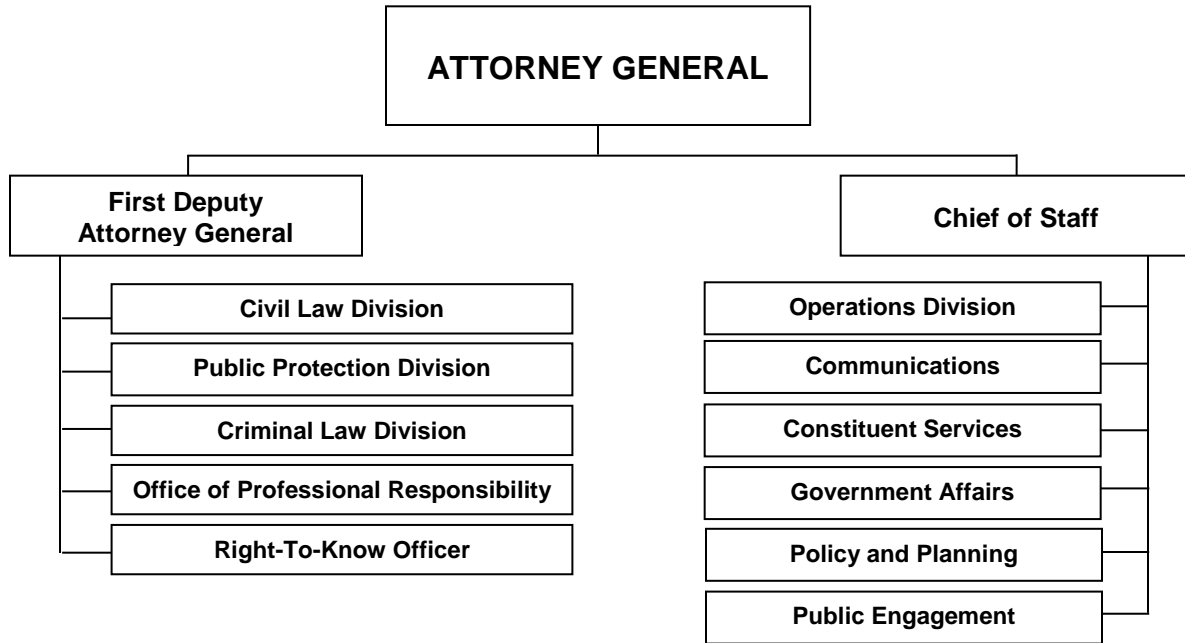 ATTORNEY GENERAL
First Deputy
Attorney General
Chief of Staff
Civil Law Division
Public Protection Division
Criminal Law Division
Office of Professional Responsibility
Right-To-Know Officer
Operations Division
Communications
Constituent Services
Government Affairs
Policy and Planning
Public Engagement